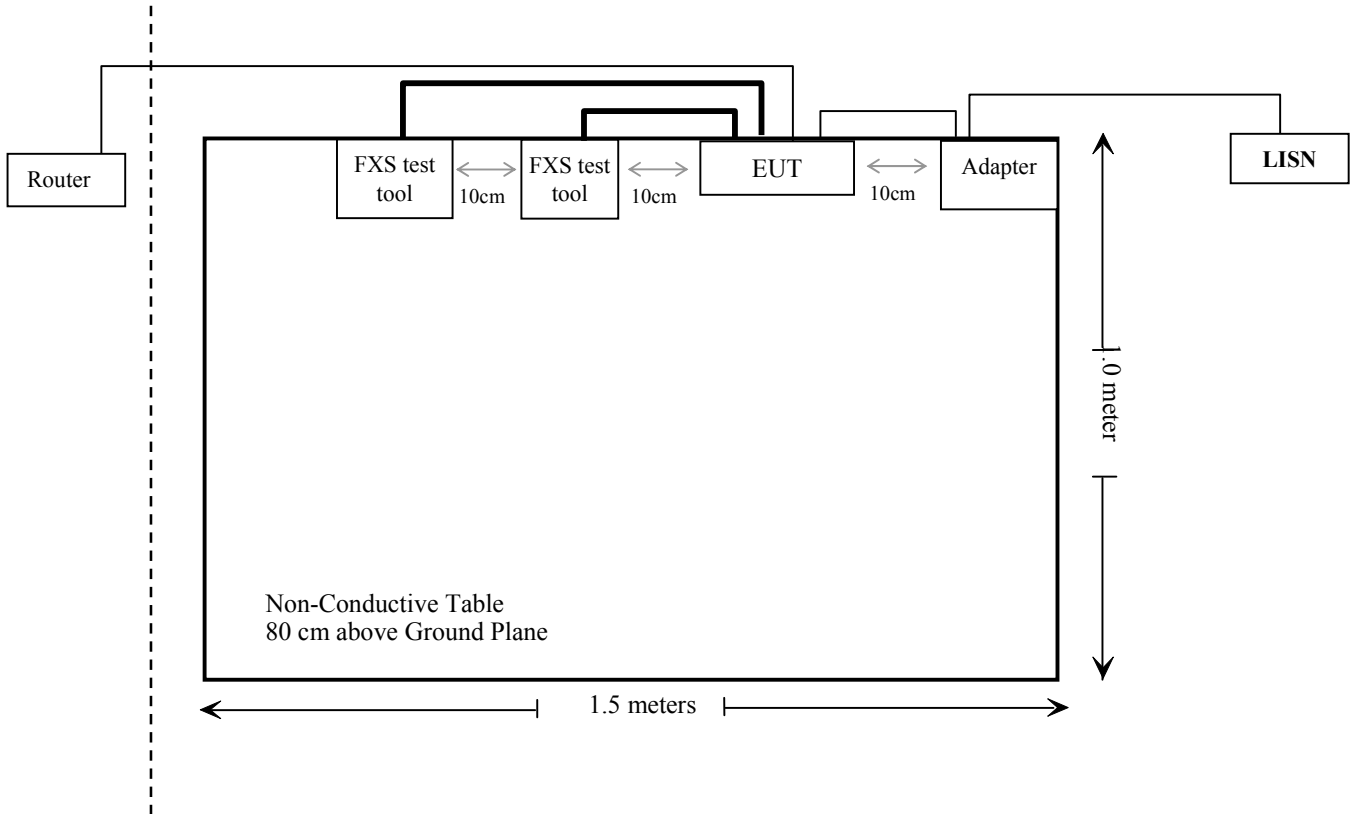 Router
FXS test
tool
10cm
FXS test
tool
10cm
EUT
10cm
Adapter
LISN
1.0 meter
Non-Conductive Table
80 cm above Ground Plane
1.5 meters